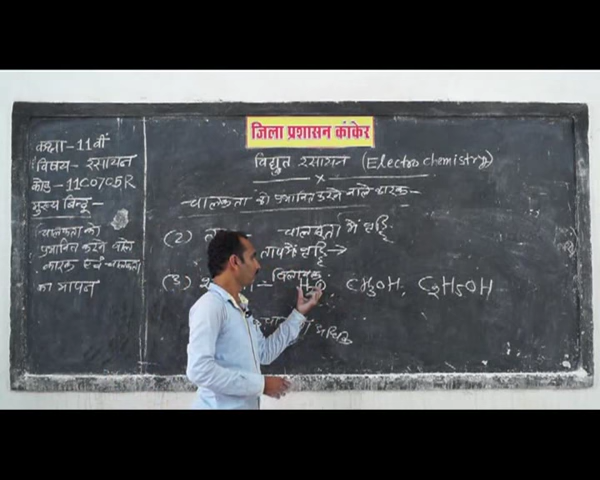 जिला प्रशासन कांकेर
कक्षा - 11वीं
विषय - रसायन
कोड - 11C07C5R
मुख्य बिन्दु -
चालकता को
प्रभावित करने वाले
कारक एवं चालकता
का मापन
विद्युत रसायन (Electrochemistry)
चालकता को प्रभावित करने वाले कारक -
(2) चालकता में वृद्धि
ताप में वृद्धि →
(3) विलायक
CH3OH, C2H5OH